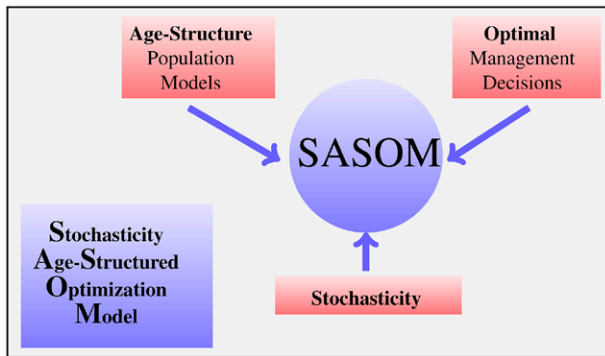 Age-Structure
Population
Models
Optimal
Management
Decisions
SASOM
Stochasticity
Age-Structured
Optimization
Model
Stochasticity